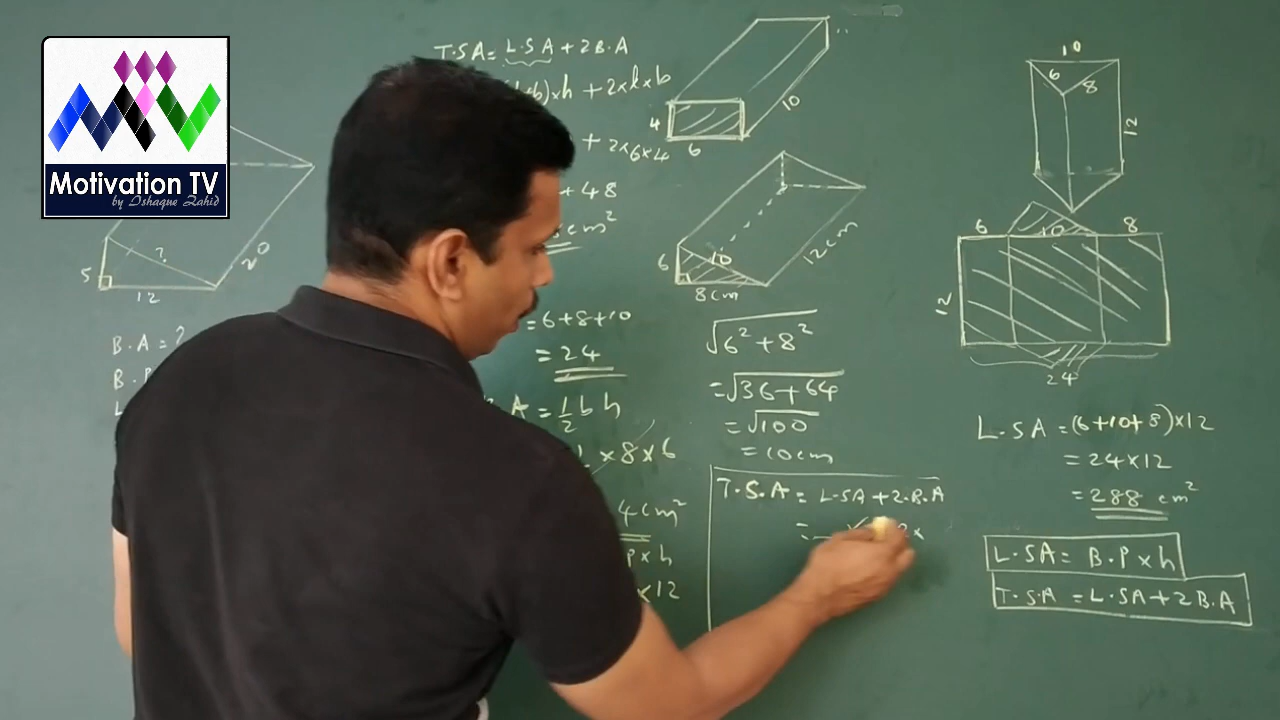 Motivation TV
by Ishaque Zahid
T.SA = L.SA + 2B.A
b)×h + 2×l×b
+ 2×6×4
+ 48
cm²
4
6
10
5
?
12
20
B.A = ?
B.P
L
= 6+8+10
= 24
A = 1/2 b h
×8×6
4cm²
P×h
×12
6
10
8cm
12cm
√6² + 8²
= √36+64
= √100
= 10cm
T.S.A = L.SA + 2.B.A
=
10
6
8
12
6
10
8
12
24
L.SA = (6+10+8)×12
= 24×12
= 288 cm²
L.SA = B.P × h
T.SA = L.SA + 2B.A